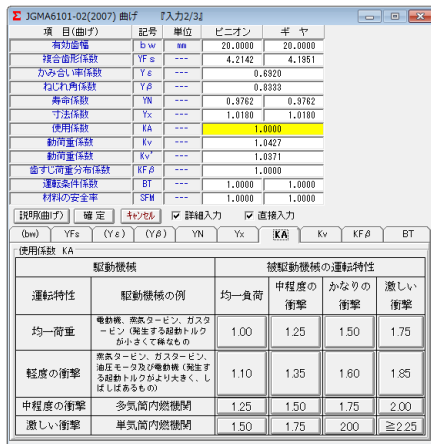 Σ JGMA6101-02(2007) 曲げ 『入力2/3』
項 目(曲げ) 記号 単位 ピニオン ギ ヤ
有効歯幅 bw mm 20.0000 20.0000
複合歯形係数 YFs --- 4.2142 4.1951
かみ合い率係数 Yε --- 0.6920
ねじれ角係数 Yβ --- 0.8333
寿命係数 YN --- 0.9762 0.9762
寸法係数 Yx --- 1.0180 1.0180
使用係数 KA --- 1.0000
動荷重係数 Kv --- 1.0427
動荷重係数 Kv' --- 1.0371
歯すじ荷重分布係数 KFβ --- 1.0000
運転条件係数 BT --- 1.0000 1.0000
材料の安全率 SFM --- 1.0000 1.0000
説明(曲げ) 確 定 キャンセル 詳細入力 直接入力
(bw) YFs (Yε) (Yβ) YN Yx KA Kv KFβ BT
使用係数 KA
駆動機械 被駆動機械の運転特性
運転特性 駆動機械の例 均一負荷 中程度の衝撃 かなりの衝撃 激しい衝撃
均一荷重 電動機、蒸気タービン、ガスタ
ービン（発生する起動トルク
が小さくて稀なもの 1.00 1.25 1.50 1.75
軽度の衝撃 蒸気タービン、ガスタービン、
油圧モータ及び電動機（発生す
る起動トルクがより大きく、し
ばしばあるもの） 1.10 1.35 1.60 1.85
中程度の衝撃 多気筒内燃機関 1.25 1.50 1.75 2.00
激しい衝撃 単気筒内燃機関 1.50 1.75 200 ≧2.25